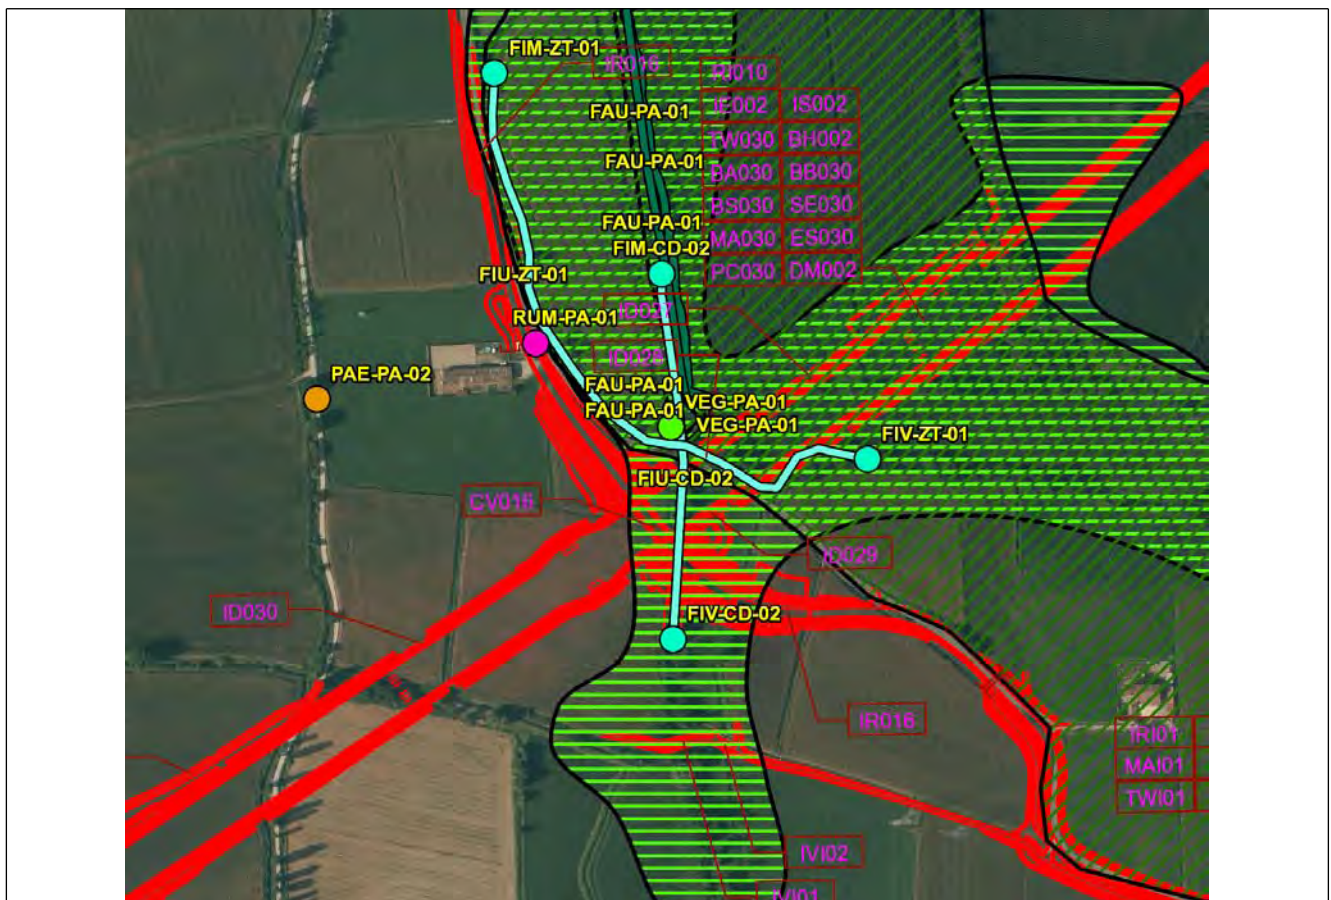 FIM-ZT-01
IR016
RI010
IE002 IS002
FAU-PA-01
TW030 BH002
FAU-PA-01
BA030 BB030
BS030 SE030
FAU-PA-01
MA030 ES030
FIM-CD-02
PC030 DM002
FIU-ZT-01
ID027
RUM-PA-01
ID028
PAE-PA-02
FAU-PA-01
VEG-PA-01
FAU-PA-01
VEG-PA-01
FIV-ZT-01
FIU-CD-02
CV016
ID029
ID030
FIV-CD-02
IR016
IRI01
MAI01
TWI01
IVI02
IVI01